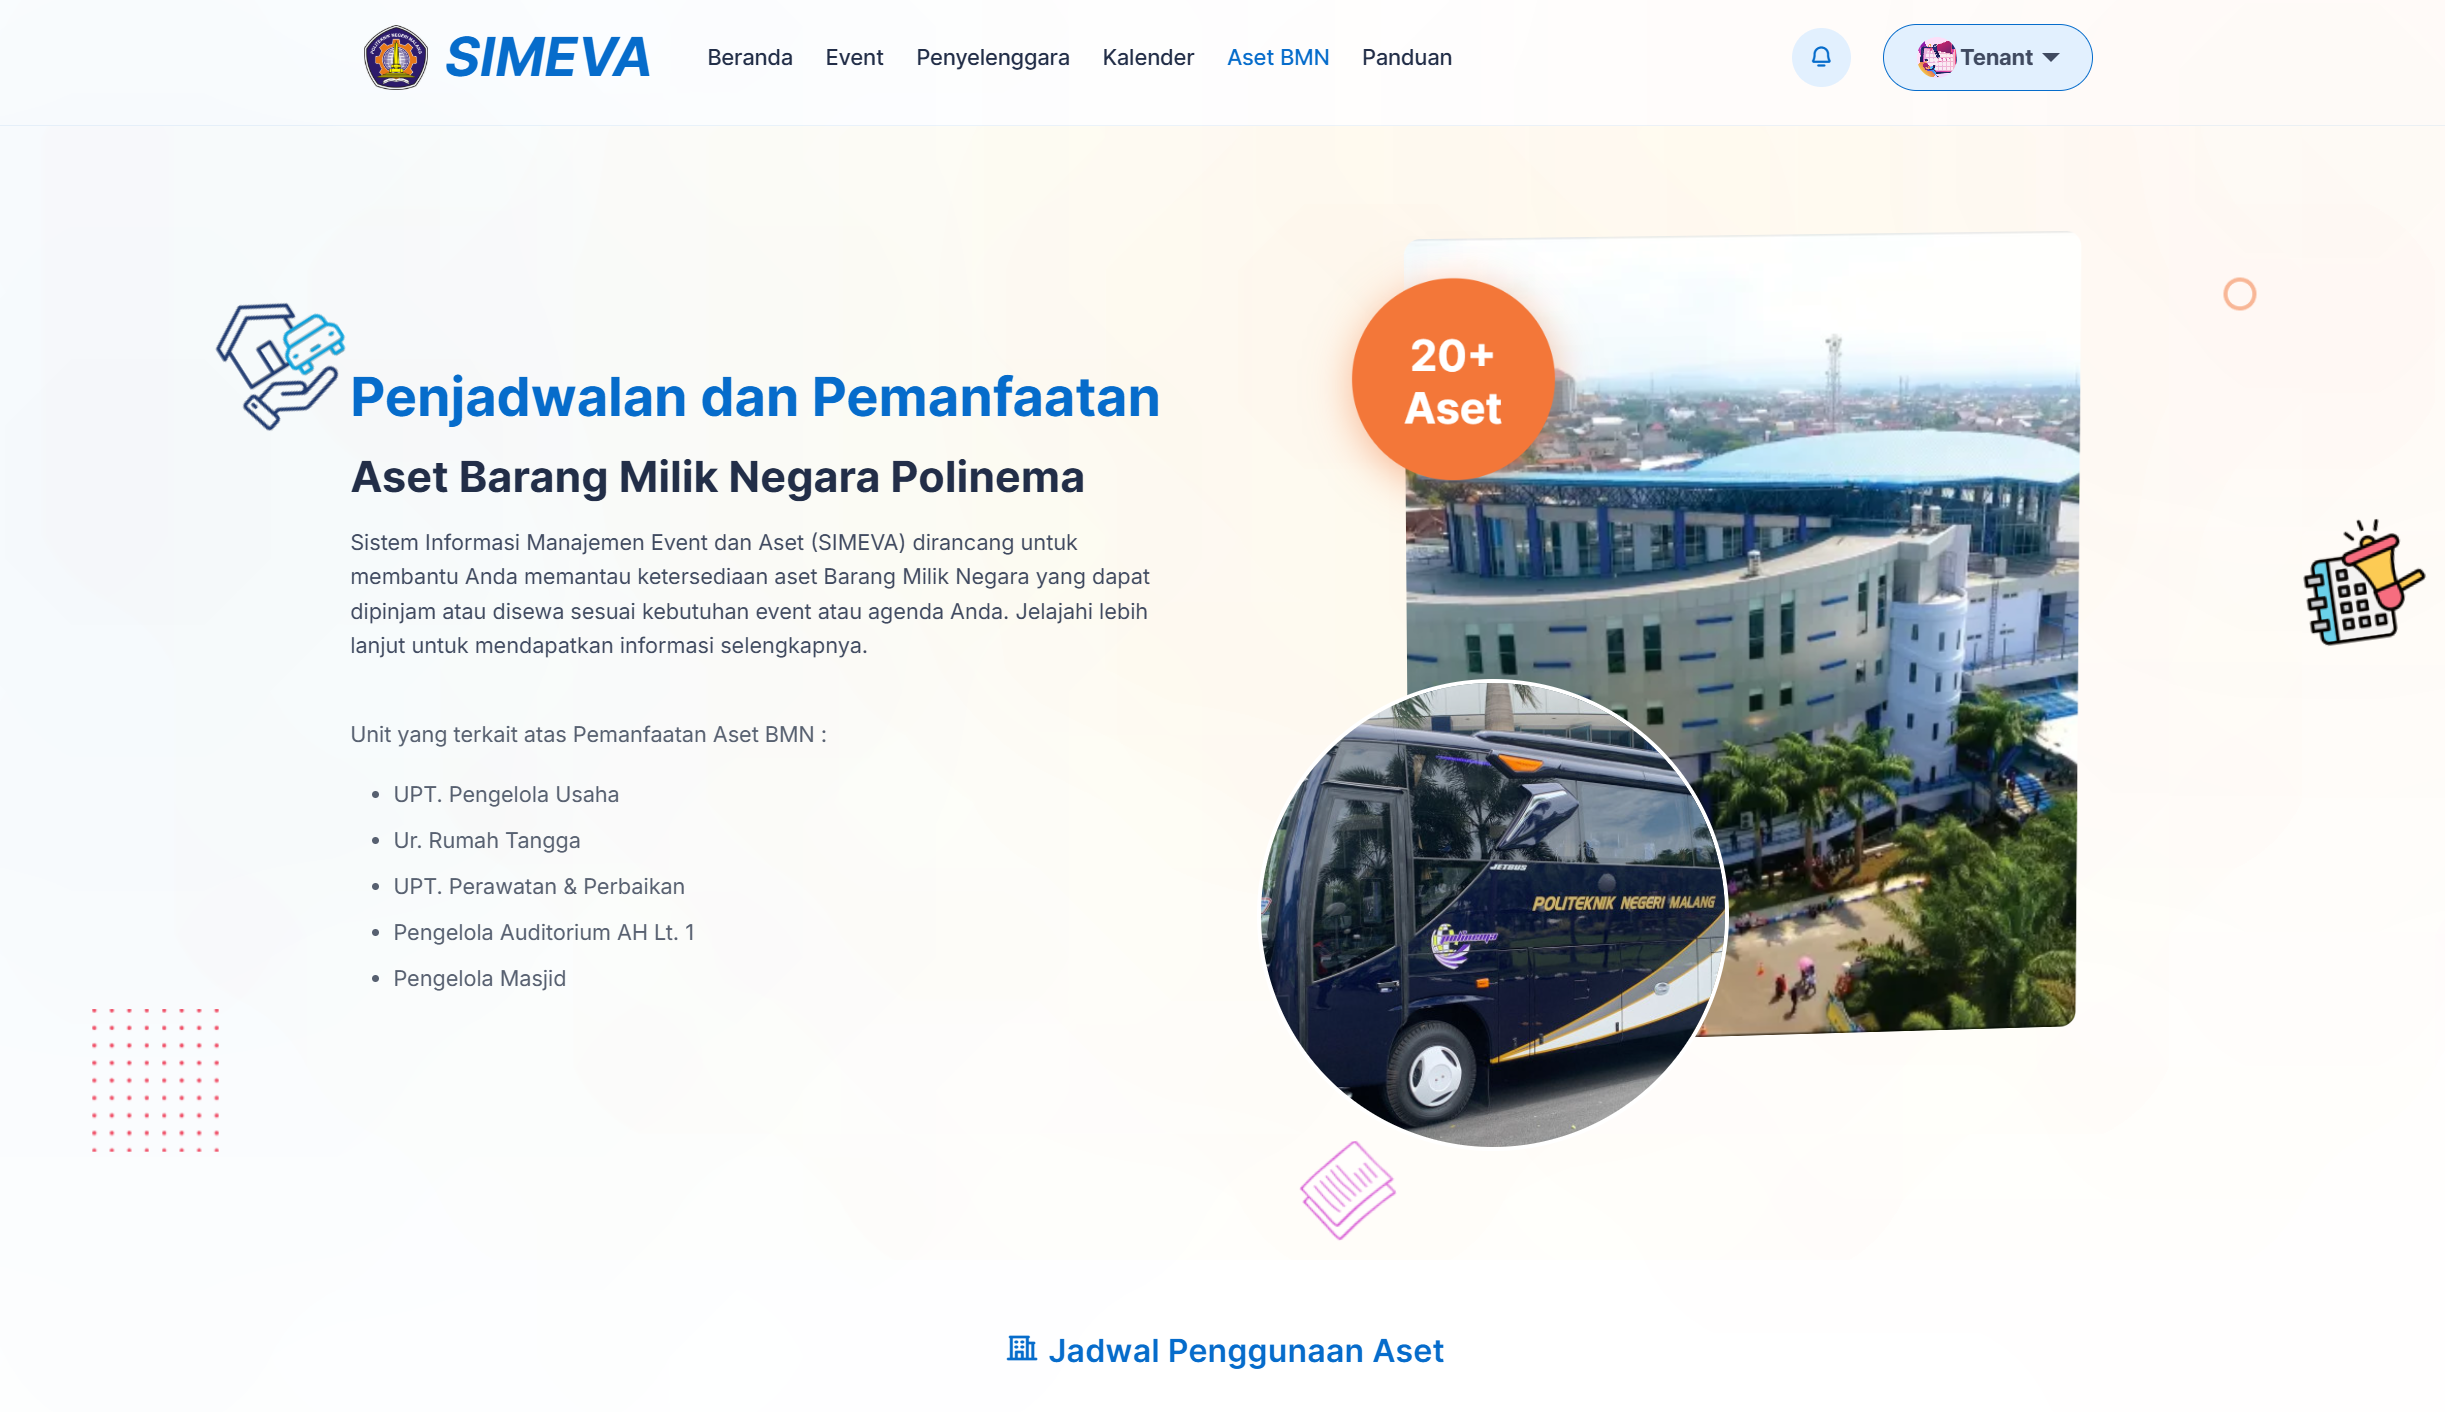 SIMEVA
Beranda
Event
Penyelenggara
Kalender
Aset BMN
Panduan
Tenant
Penjadwalan dan Pemanfaatan
Aset Barang Milik Negara Polinema
Sistem Informasi Manajemen Event dan Aset (SIMEVA) dirancang untuk
membantu Anda memantau ketersediaan aset Barang Milik Negara yang dapat
dipinjam atau disewa sesuai kebutuhan event atau agenda Anda. Jelajahi lebih
lanjut untuk mendapatkan informasi selengkapnya.
Unit yang terkait atas Pemanfaatan Aset BMN :
• UPT. Pengelola Usaha
• Ur. Rumah Tangga
• UPT. Perawatan & Perbaikan
• Pengelola Auditorium AH Lt. 1
• Pengelola Masjid
20+
Aset
JETBUS
POLITEKNIK NEGERI MALANG
polinema
Jadwal Penggunaan Aset